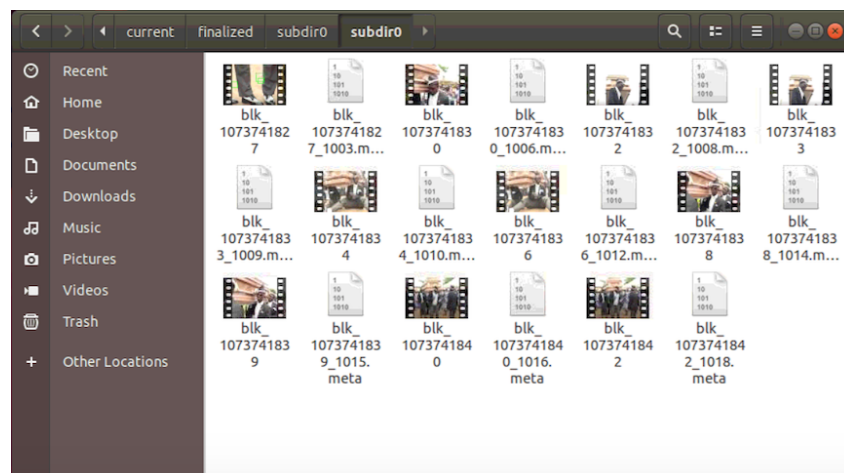 current finalized subdir0 subdir0
Recent
Home
Desktop
Documents
Downloads
Music
Pictures
Videos
Trash
Other Locations
blk_
107374182
7
blk_
107374182
7_1003.m...
blk_
107374183
0
blk_
107374183
0_1006.m...
blk_
107374183
2
blk_
107374183
2_1008.m...
blk_
107374183
3
blk_
107374183
3_1009.m...
blk_
107374183
4
blk_
107374183
4_1010.m...
blk_
107374183
6
blk_
107374183
6_1012.m...
blk_
107374183
8
blk_
107374183
8_1014.m...
blk_
107374183
9
blk_
107374183
9_1015.
meta
blk_
107374184
0
blk_
107374184
0_1016.
meta
blk_
107374184
2
blk_
107374184
2_1018.
meta